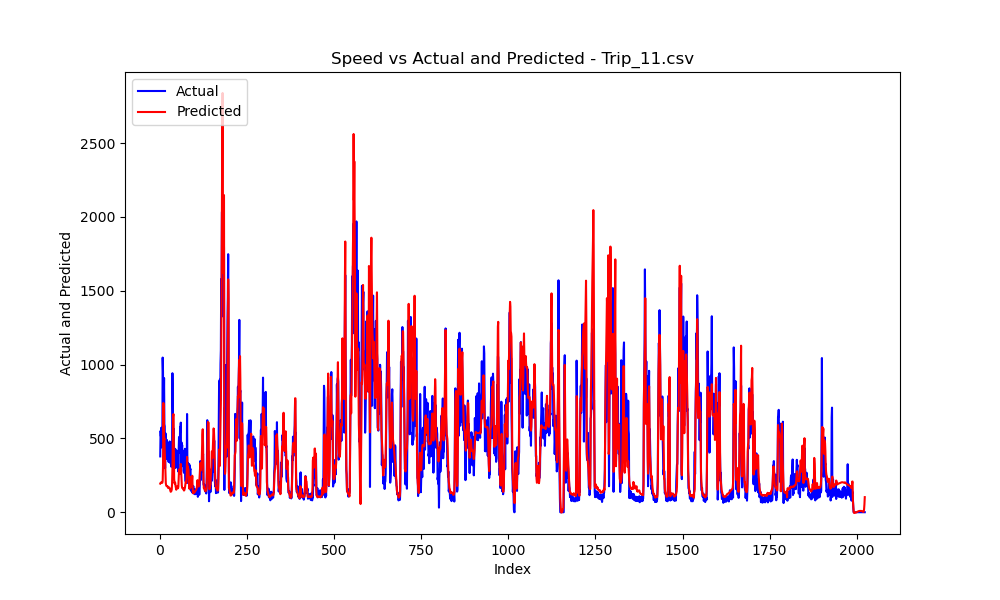 Speed vs Actual and Predicted - Trip_11.csv
Actual
Predicted
2500
2000
1500
1000
500
0
Actual and Predicted
0 250 500 750 1000 1250 1500 1750 2000
Index